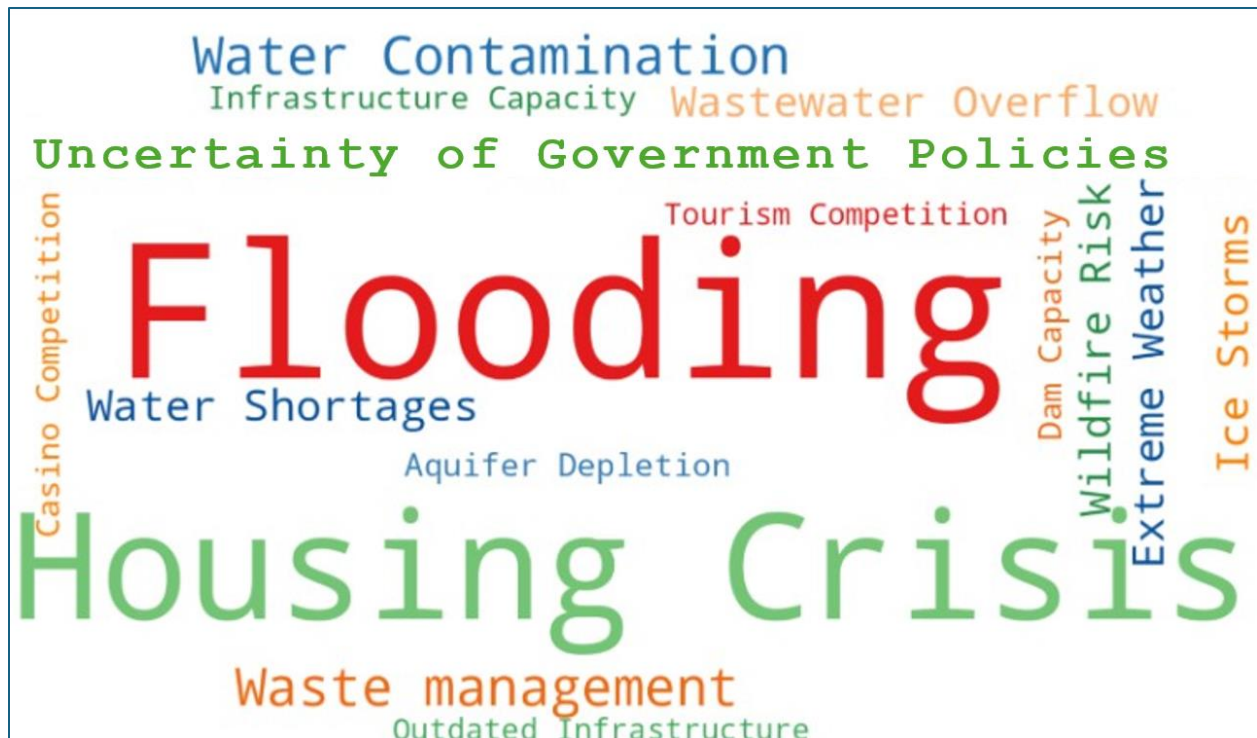 Water Contamination
Infrastructure Capacity
Wastewater Overflow
Uncertainty of Government Policies
Casino Competition
Tourism Competition
Flooding
Dam Capacity
Wildfire Risk
Extreme Weather
Ice Storms
Water Shortages
Aquifer Depletion
Housing Crisis
Waste management
Outdated Infrastructure